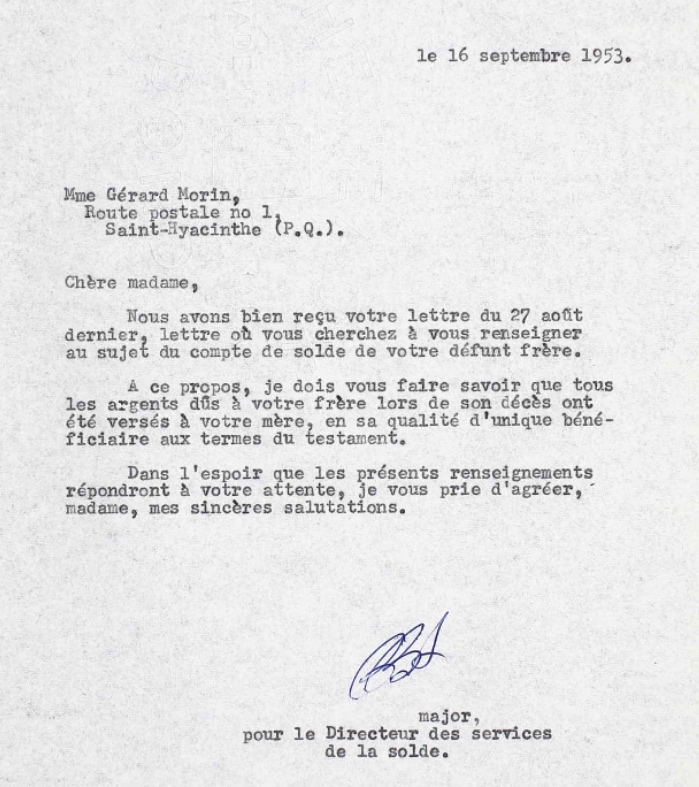 le 16 septembre 1953.
Mme Gérard Morin,
Route postale no 1,
Saint-Hyacinthe (P.Q.).
Chère madame,
Nous avons bien reçu votre lettre du 27 août
dernier, lettre où vous cherchez à vous renseigner
au sujet du compte de solde de votre défunt frère.
A ce propos, je dois vous faire savoir que tous
les argents dûs à votre frère lors de son décès ont
été versés à votre mère, en sa qualité d'unique béné-
ficiaire aux termes du testament.
Dans l'espoir que les présents renseignements
répondront à votre attente, je vous prie d'agréer,
madame, mes sincères salutations.
major,
pour le Directeur des services
de la solde.